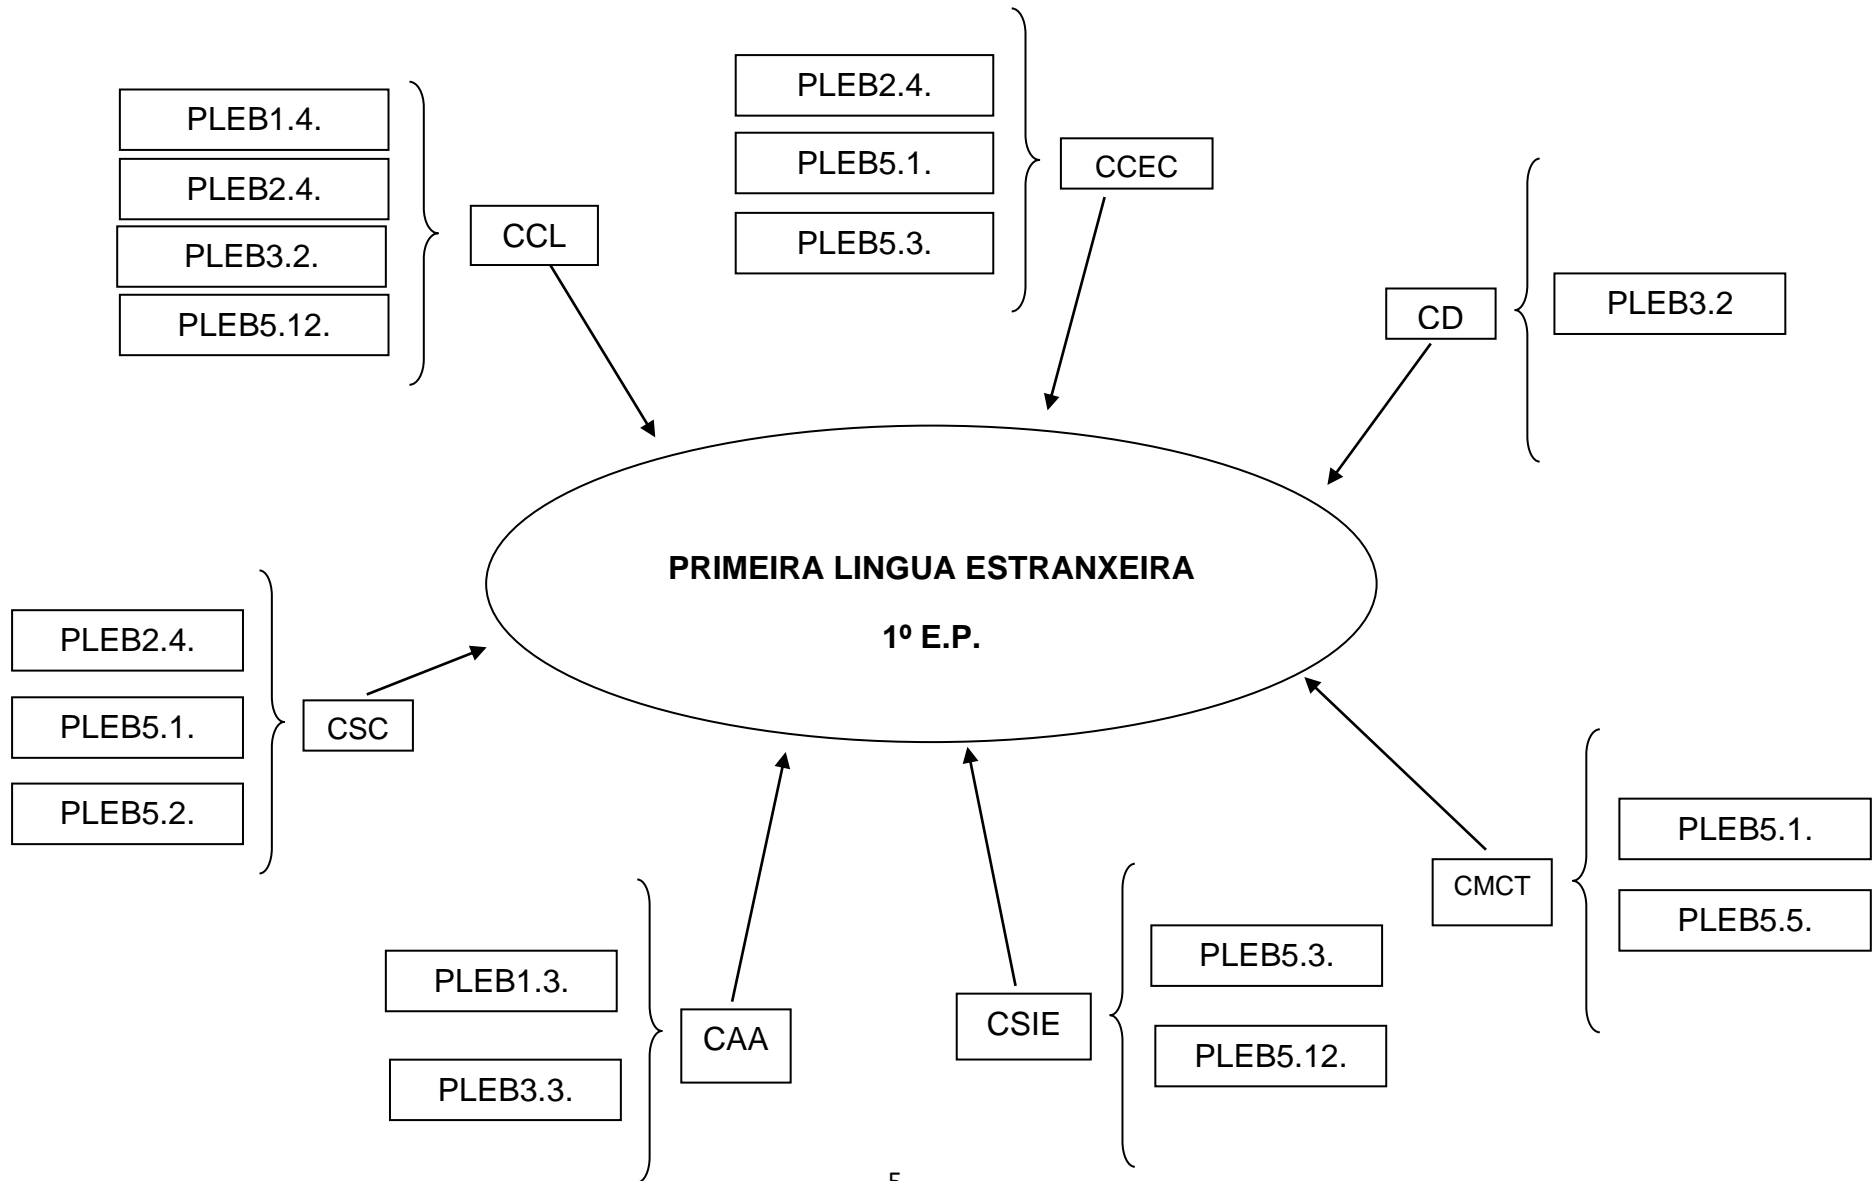 PLEB1.4.
PLEB2.4.
PLEB3.2.
PLEB5.12.
CCL
PLEB2.4.
PLEB5.1.
PLEB5.3.
CCEC
CD
PLEB3.2
PRIMEIRA LINGUA ESTRANXEIRA
1º E.P.
PLEB2.4.
PLEB5.1.
PLEB5.2.
CSC
PLEB1.3.
PLEB3.3.
CAA
CSIE
PLEB5.3.
PLEB5.12.
CMCT
PLEB5.1.
PLEB5.5.
5